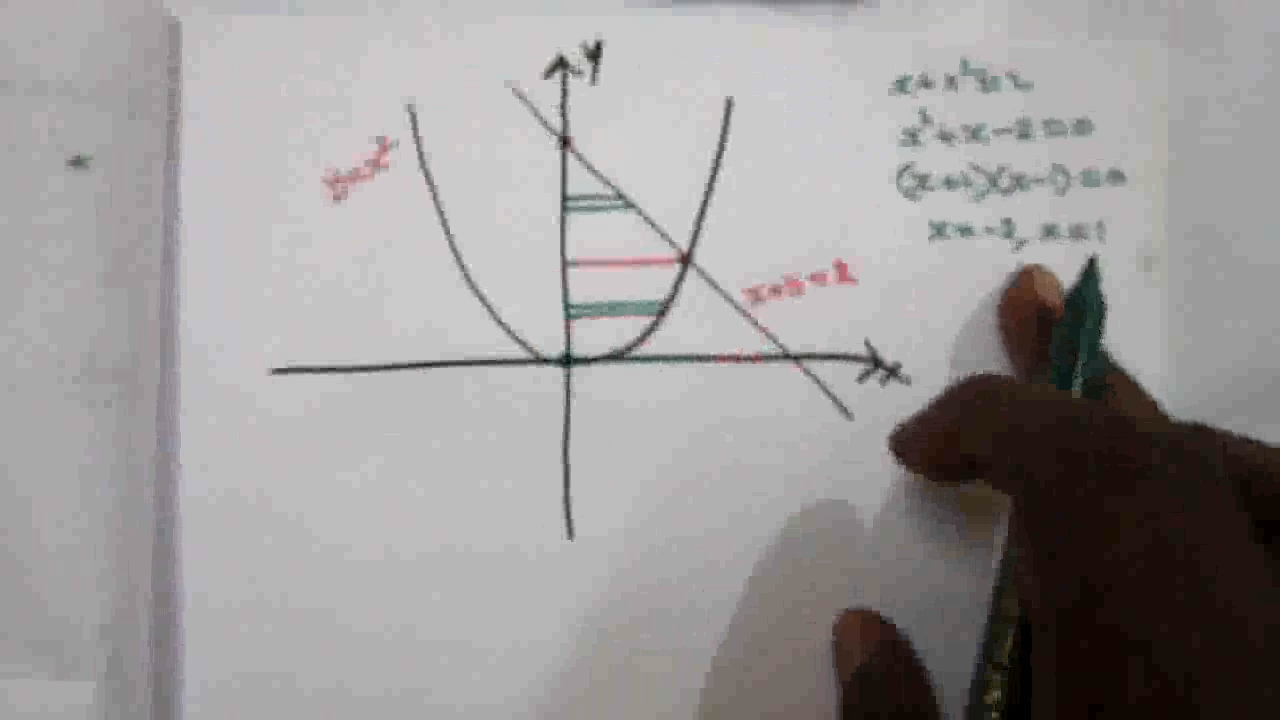 y
y=x²
x+y=2
x
x+x²=2
x²+x-2=0
(x+2)(x-1)=0
x=-2, x=1